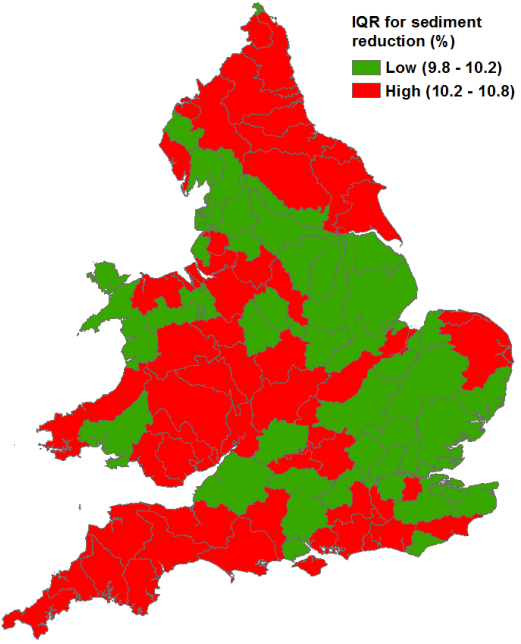 IQR for sediment
reduction (%)
Low (9.8 - 10.2)
High (10.2 - 10.8)